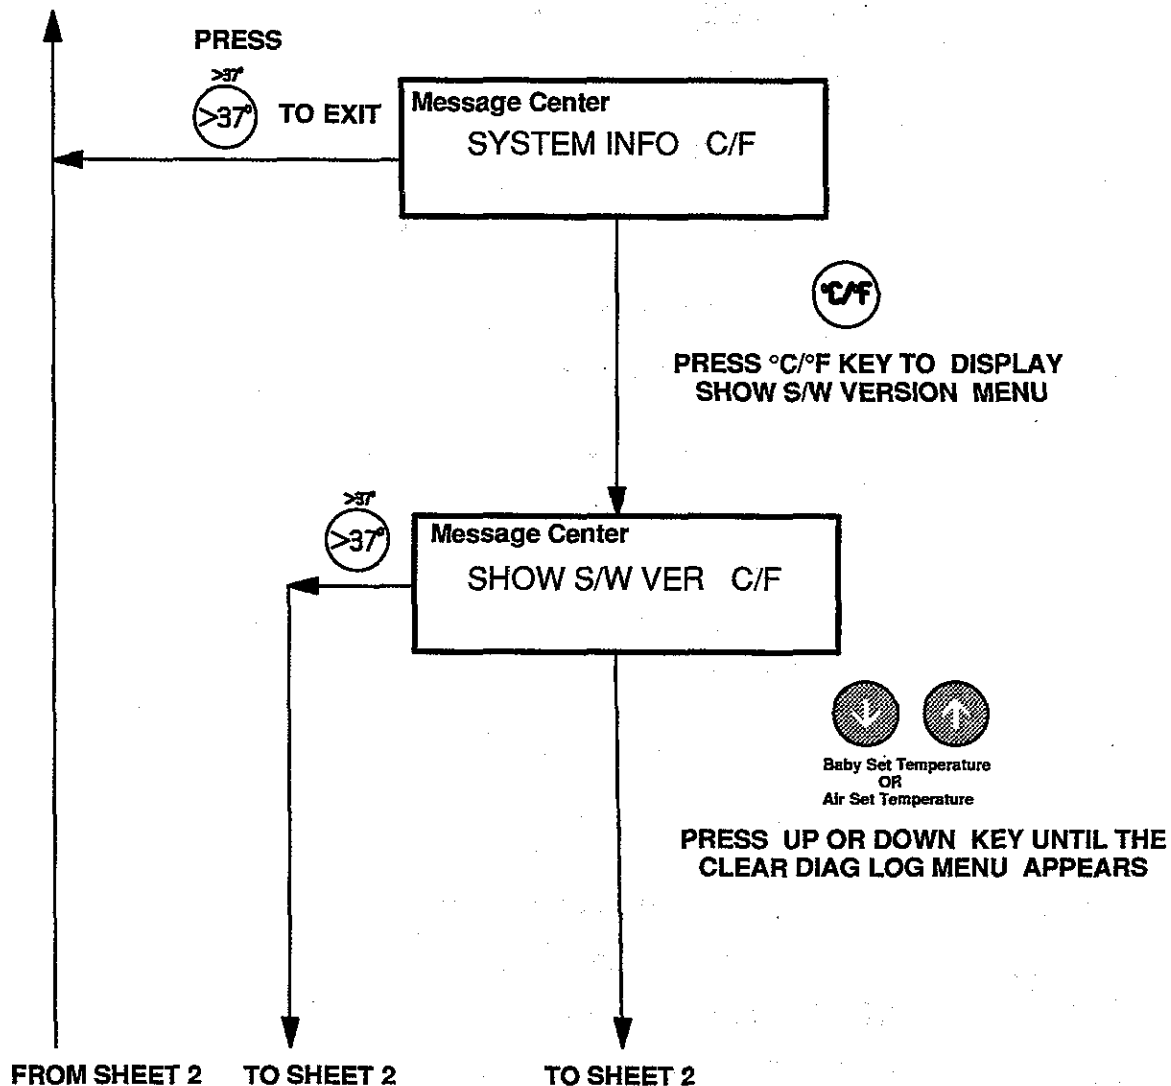 PRESS
>37°
>37°
TO EXIT
Message Center
SYSTEM INFO C/F
°C/°F
PRESS °C/°F KEY TO DISPLAY
SHOW S/W VERSION MENU
>37°
>37°
Message Center
SHOW S/W VER C/F
Baby Set Temperature
OR
Air Set Temperature
PRESS UP OR DOWN KEY UNTIL THE
CLEAR DIAG LOG MENU APPEARS
FROM SHEET 2 TO SHEET 2 TO SHEET 2